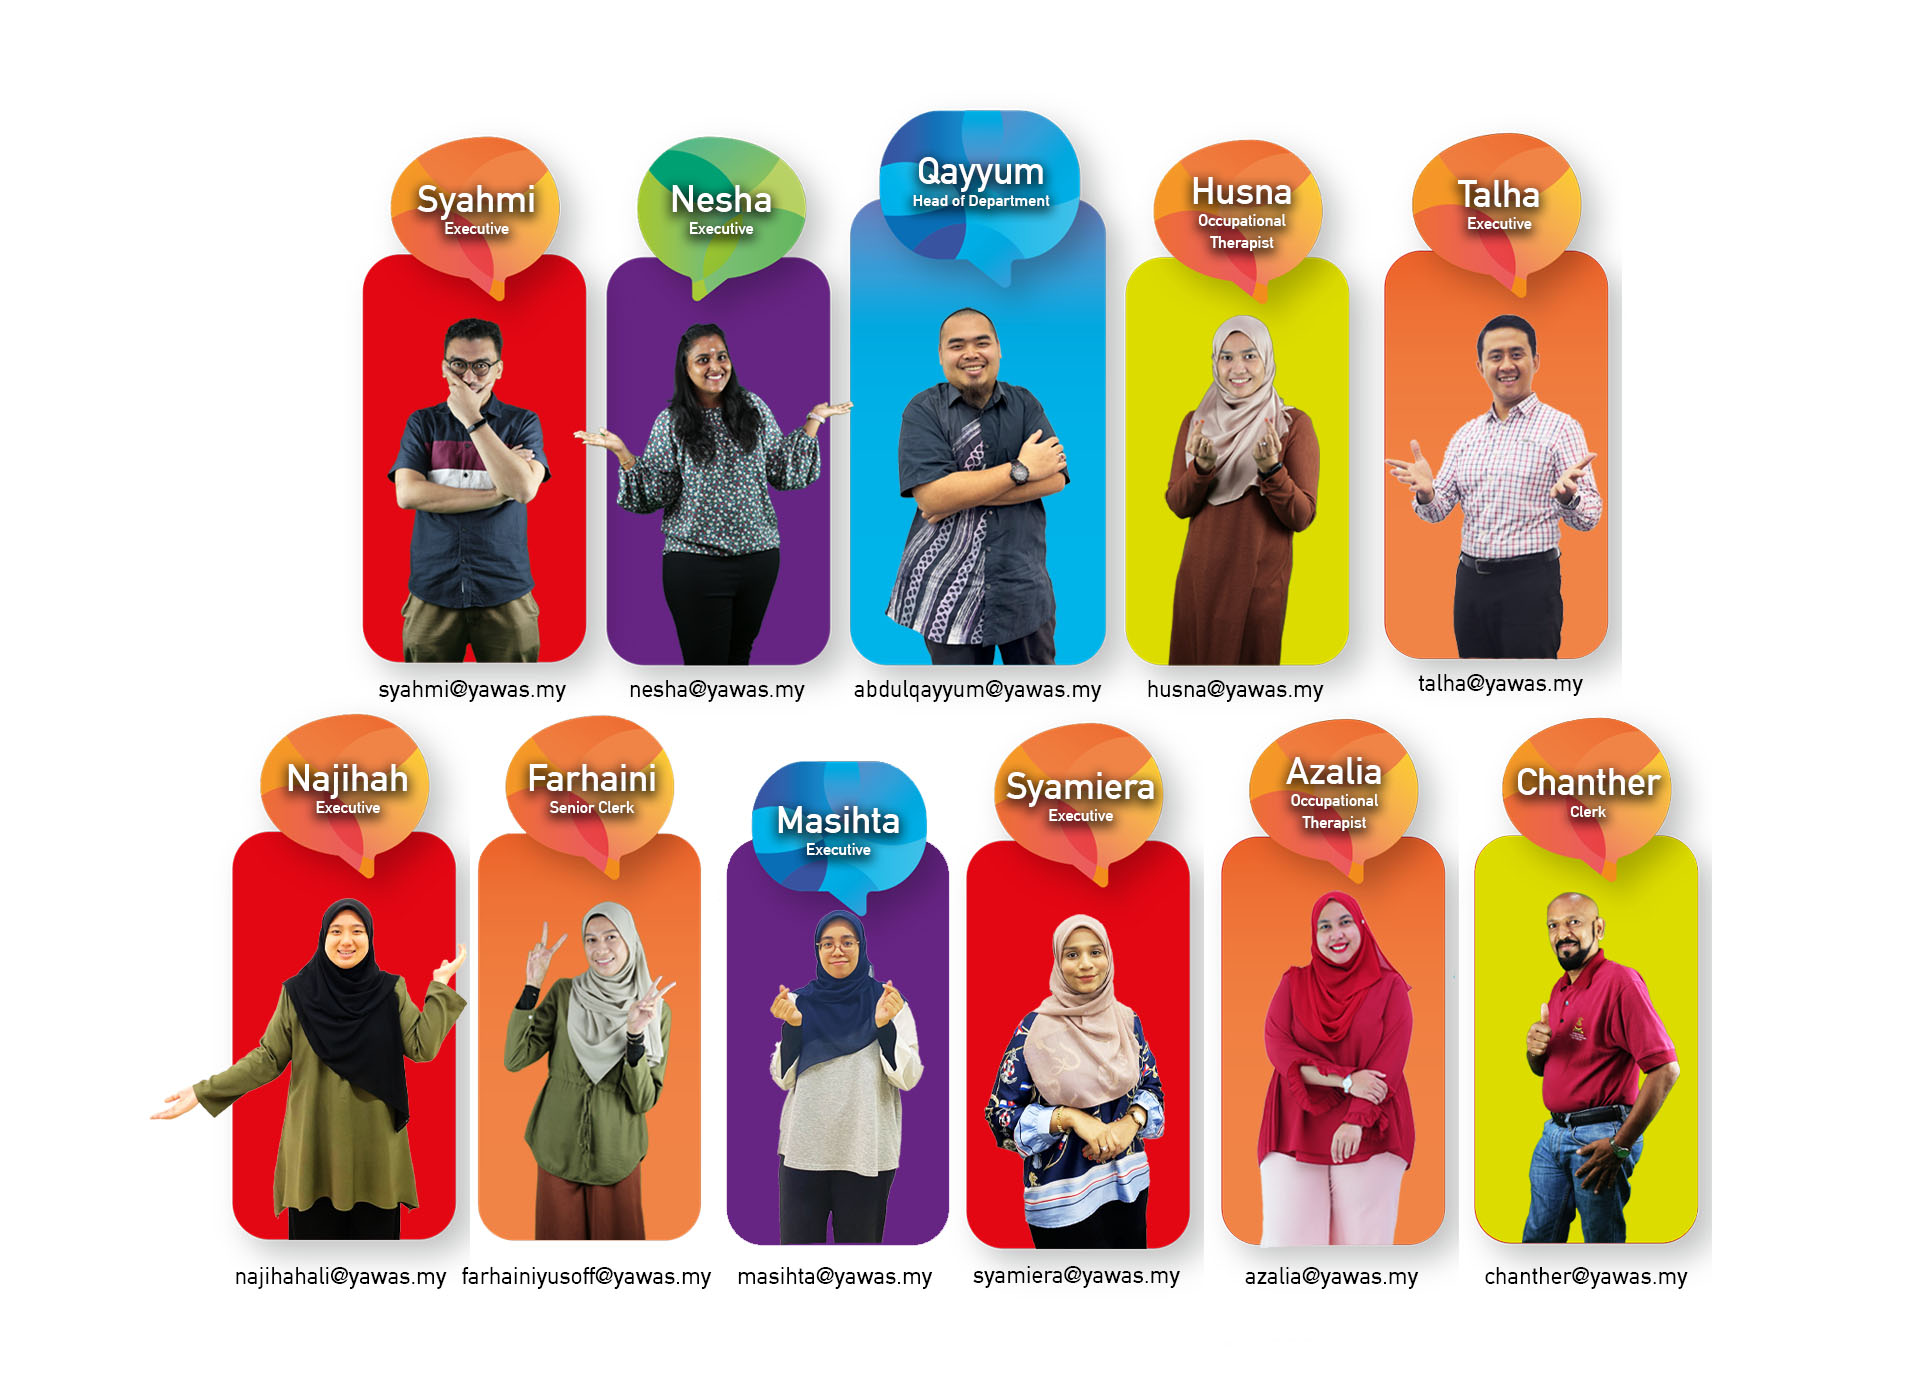 Syahmi
Executive
Nesha
Executive
Qayyum
Head of Department
Husna
Occupational
Therapist
Talha
Executive
syahmi@yawas.my
nesha@yawas.my
abdulqayyum@yawas.my
husna@yawas.my
talha@yawas.my
Najihah
Executive
Farhaini
Senior Clerk
Masihta
Executive
Syamiera
Executive
Azalia
Occupational
Therapist
Chanther
Clerk
najihahali@yawas.my
farhainiyusoff@yawas.my
masihta@yawas.my
syamiera@yawas.my
azalia@yawas.my
chanther@yawas.my